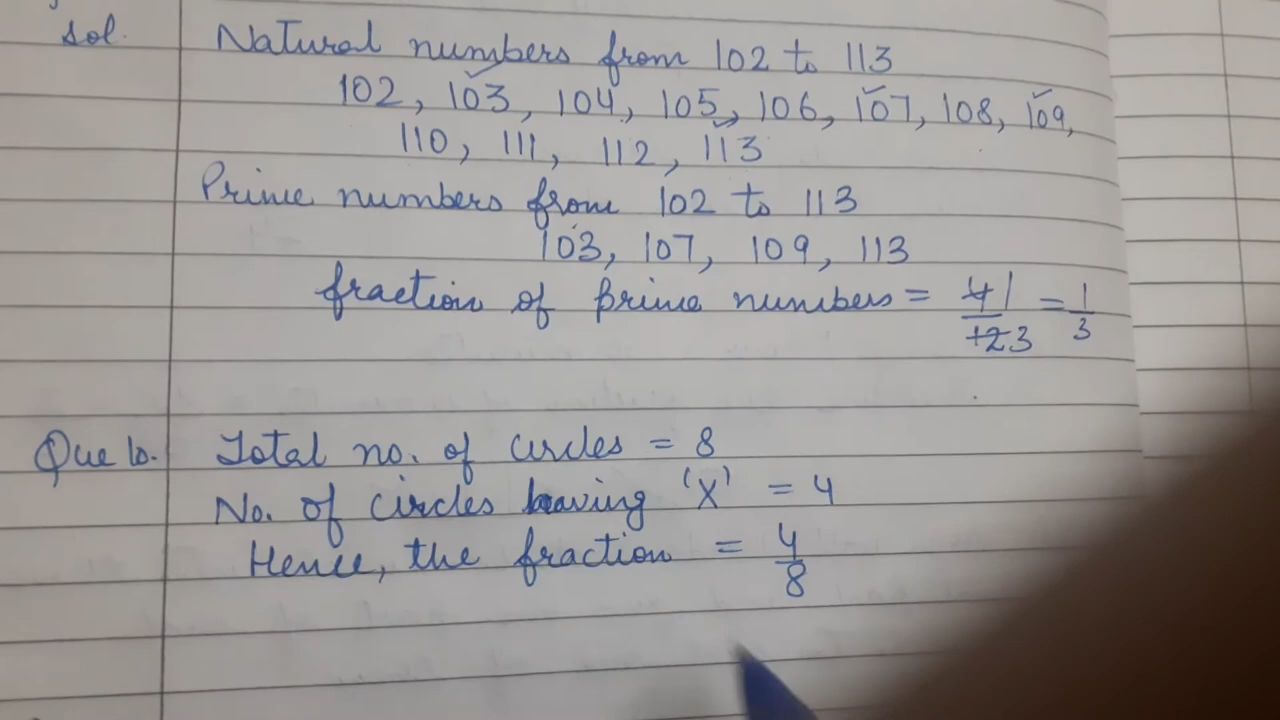 Sol. Natural numbers from 102 to 113
102, 103, 104, 105, 106, 107, 108, 109,
110, 111, 112, 113
Prime numbers from 102 to 113
103, 107, 109, 113
fraction of prime numbers = 4/12 1/3 = 1/3
Que 10. Total no. of circles = 8
No. of circles having 'X' = 4
Hence, the fraction = 4/8